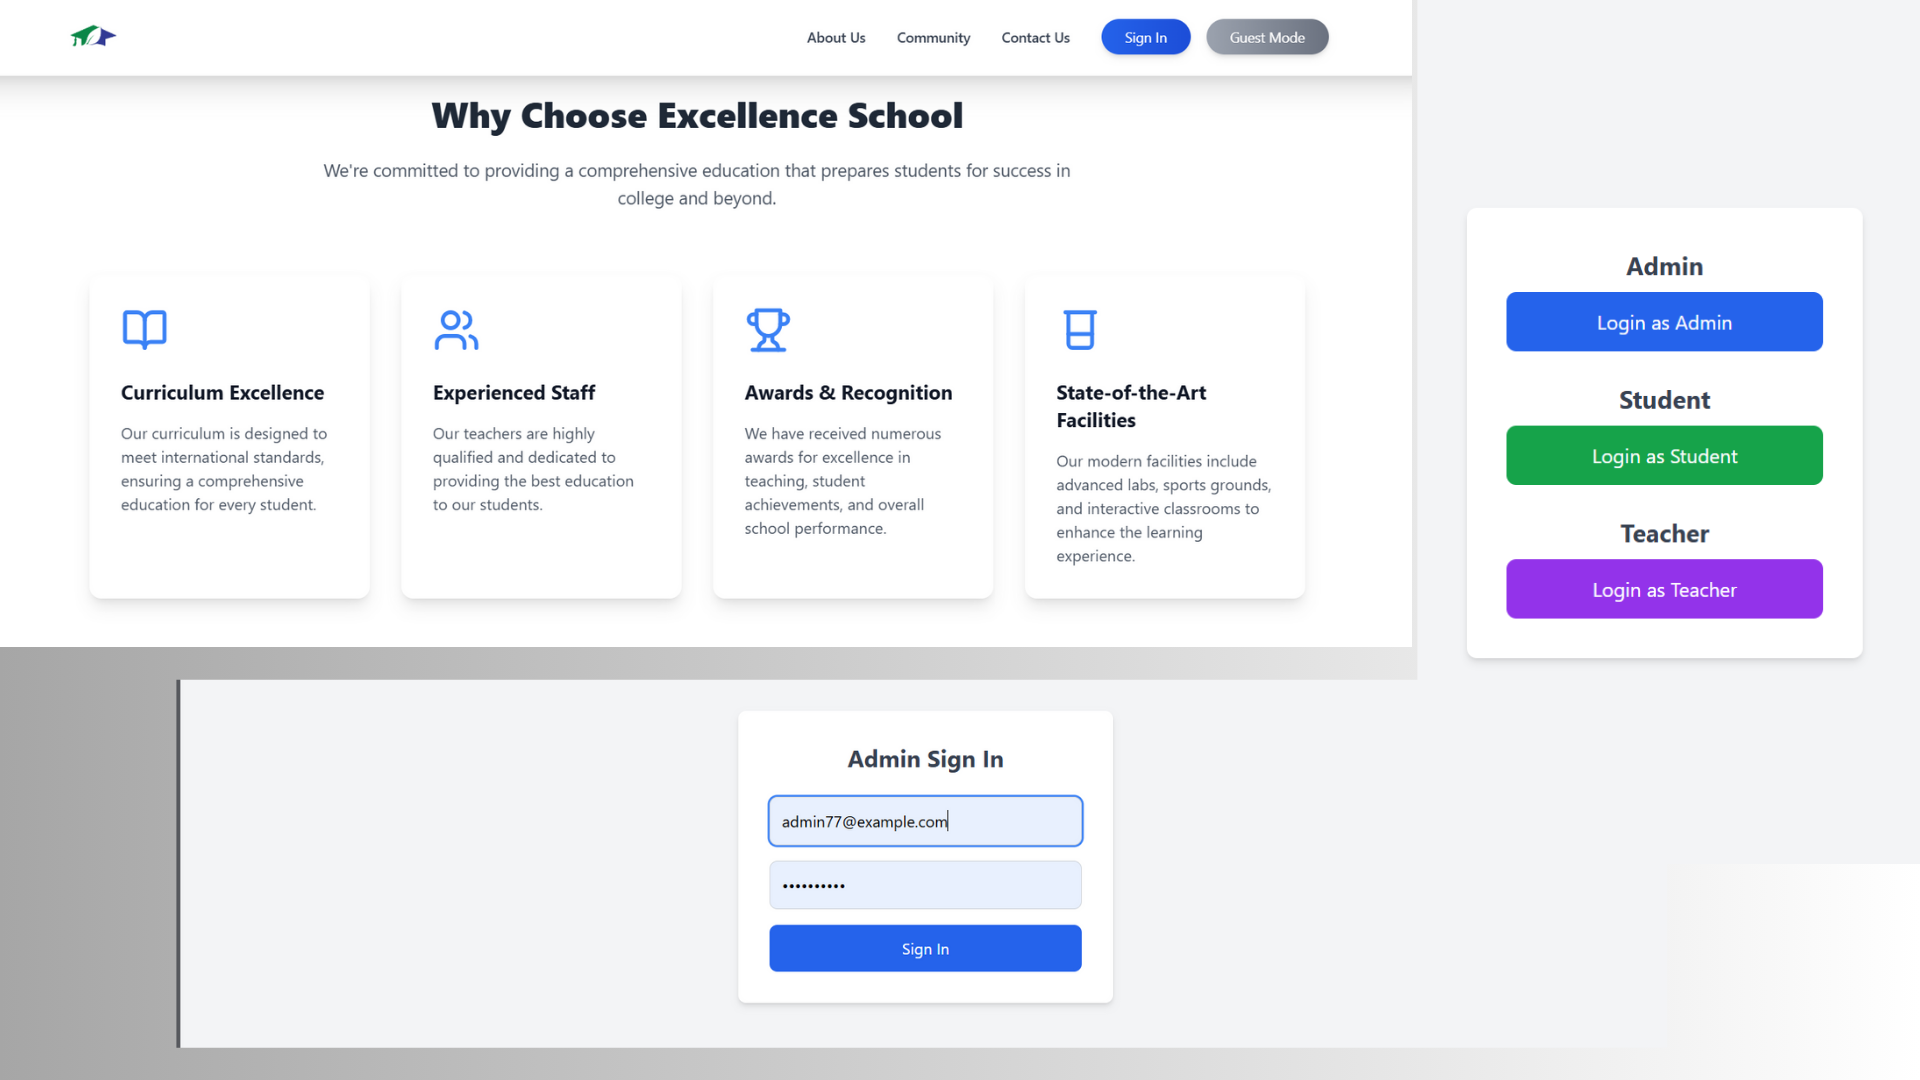 About Us
Community
Contact Us
Sign In
Guest Mode
Why Choose Excellence School
We're committed to providing a comprehensive education that prepares students for success in
college and beyond.
Curriculum Excellence
Our curriculum is designed to
meet international standards,
ensuring a comprehensive
education for every student.
Experienced Staff
Our teachers are highly
qualified and dedicated to
providing the best education
to our students.
Awards & Recognition
We have received numerous
awards for excellence in
teaching, student
achievements, and overall
school performance.
State-of-the-Art
Facilities
Our modern facilities include
advanced labs, sports grounds,
and interactive classrooms to
enhance the learning
experience.
Admin
Login as Admin
Student
Login as Student
Teacher
Login as Teacher
Admin Sign In
admin77@example.com
••••••••••
Sign In